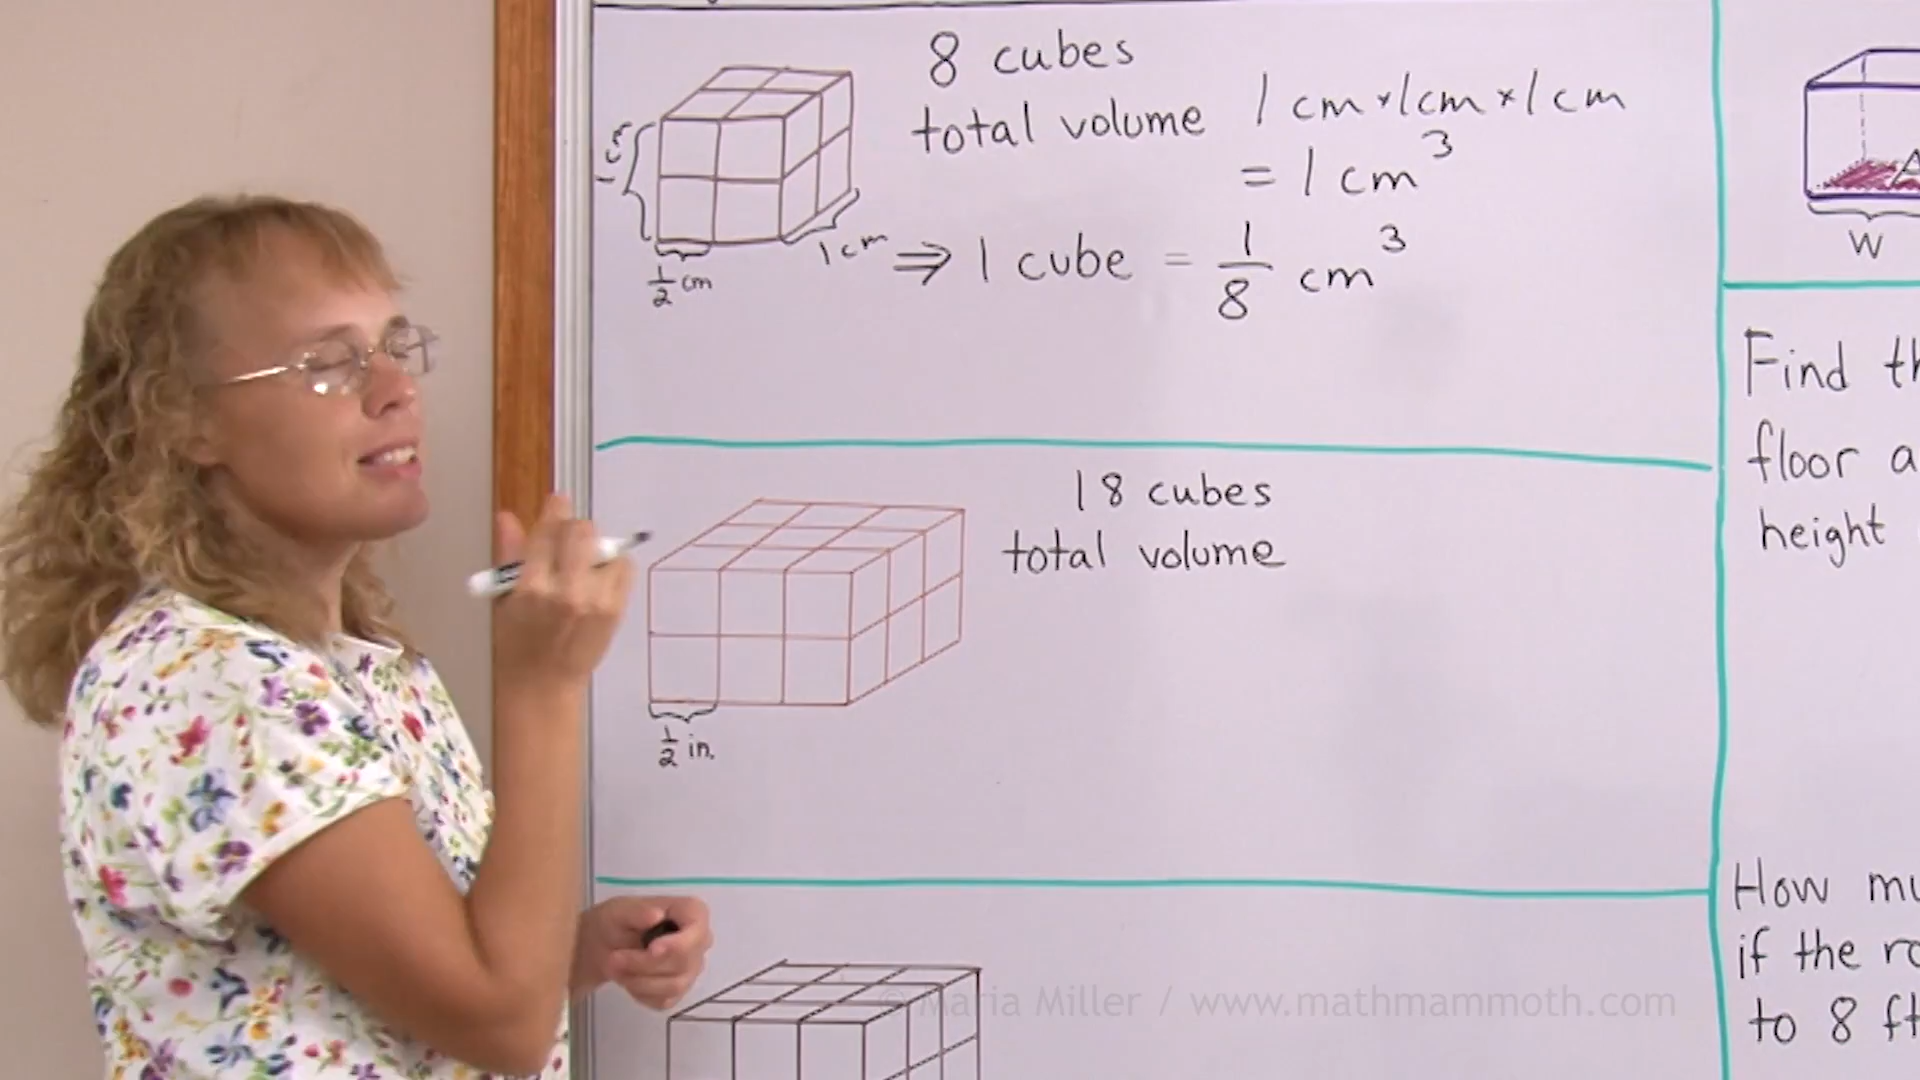 8 cubes
total volume 1 cm × 1 cm × 1 cm
= 1 cm³
1 cm
1 cm
½ cm
⇒ 1 cube = 1/8 cm³
18 cubes
total volume
½ in.
A
W
Find
floor
height
How
if the
to 8 ft
© Maria Miller / www.mathmammoth.com